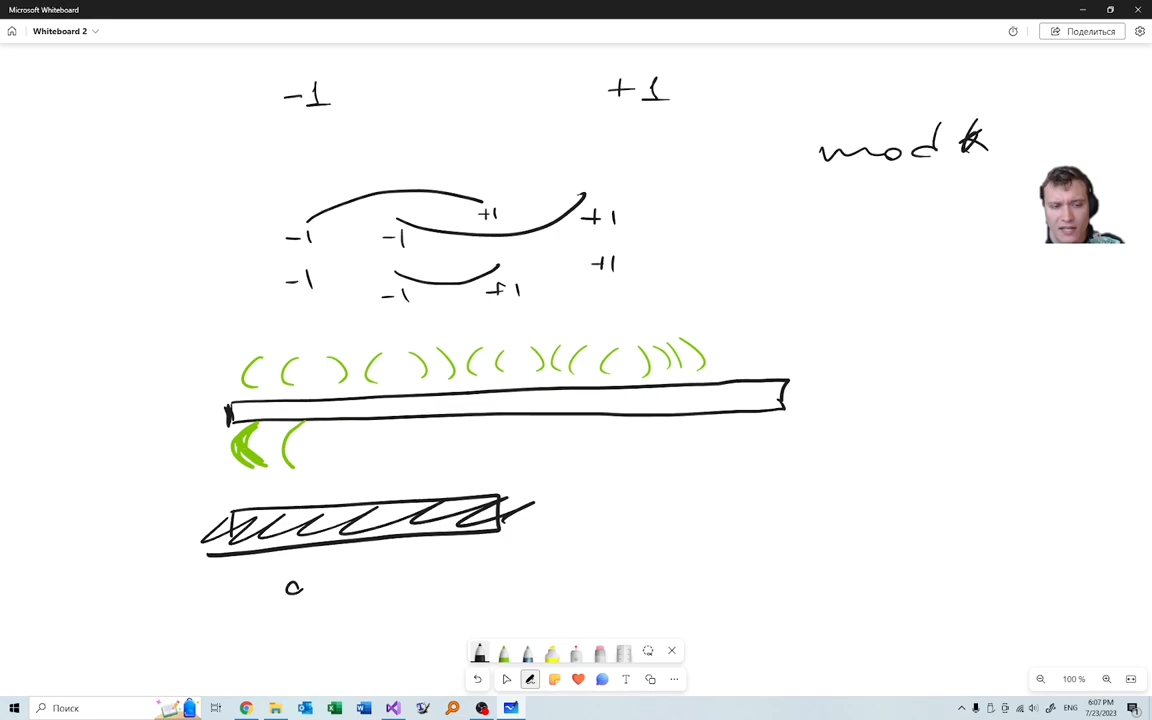 Microsoft Whiteboard
Whiteboard 2
Поделиться
-1 +1
mod k
-1 -1 +1 +1
-1 -1 +1 +1
(()())(()((())))
((
a
100 %
Поиск
ENG
6:07 PM
7/23/2023
1